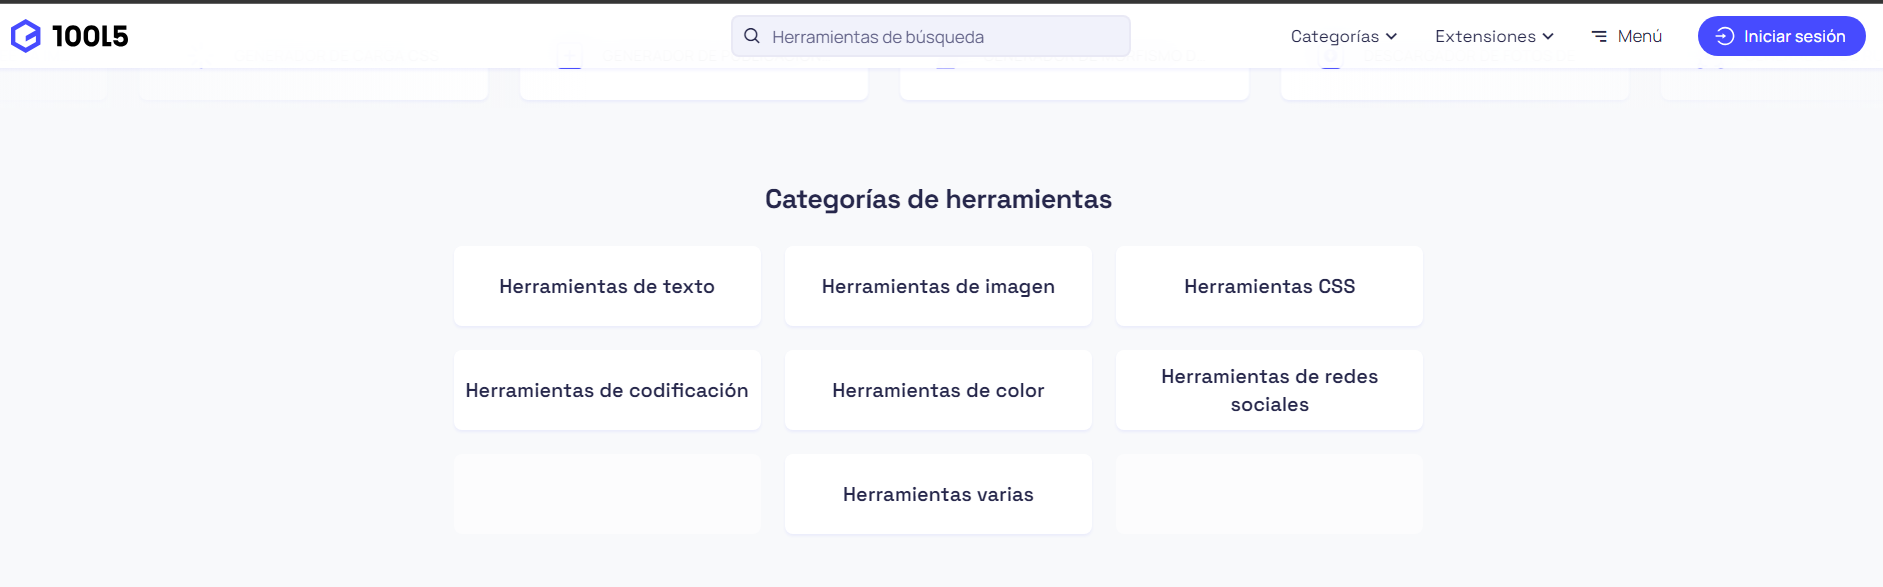 10015
Herramientas de búsqueda
Categorías
Extensiones
Menú
Iniciar sesión
Categorías de herramientas
Herramientas de texto
Herramientas de imagen
Herramientas CSS
Herramientas de codificación
Herramientas de color
Herramientas de redes
sociales
Herramientas varias